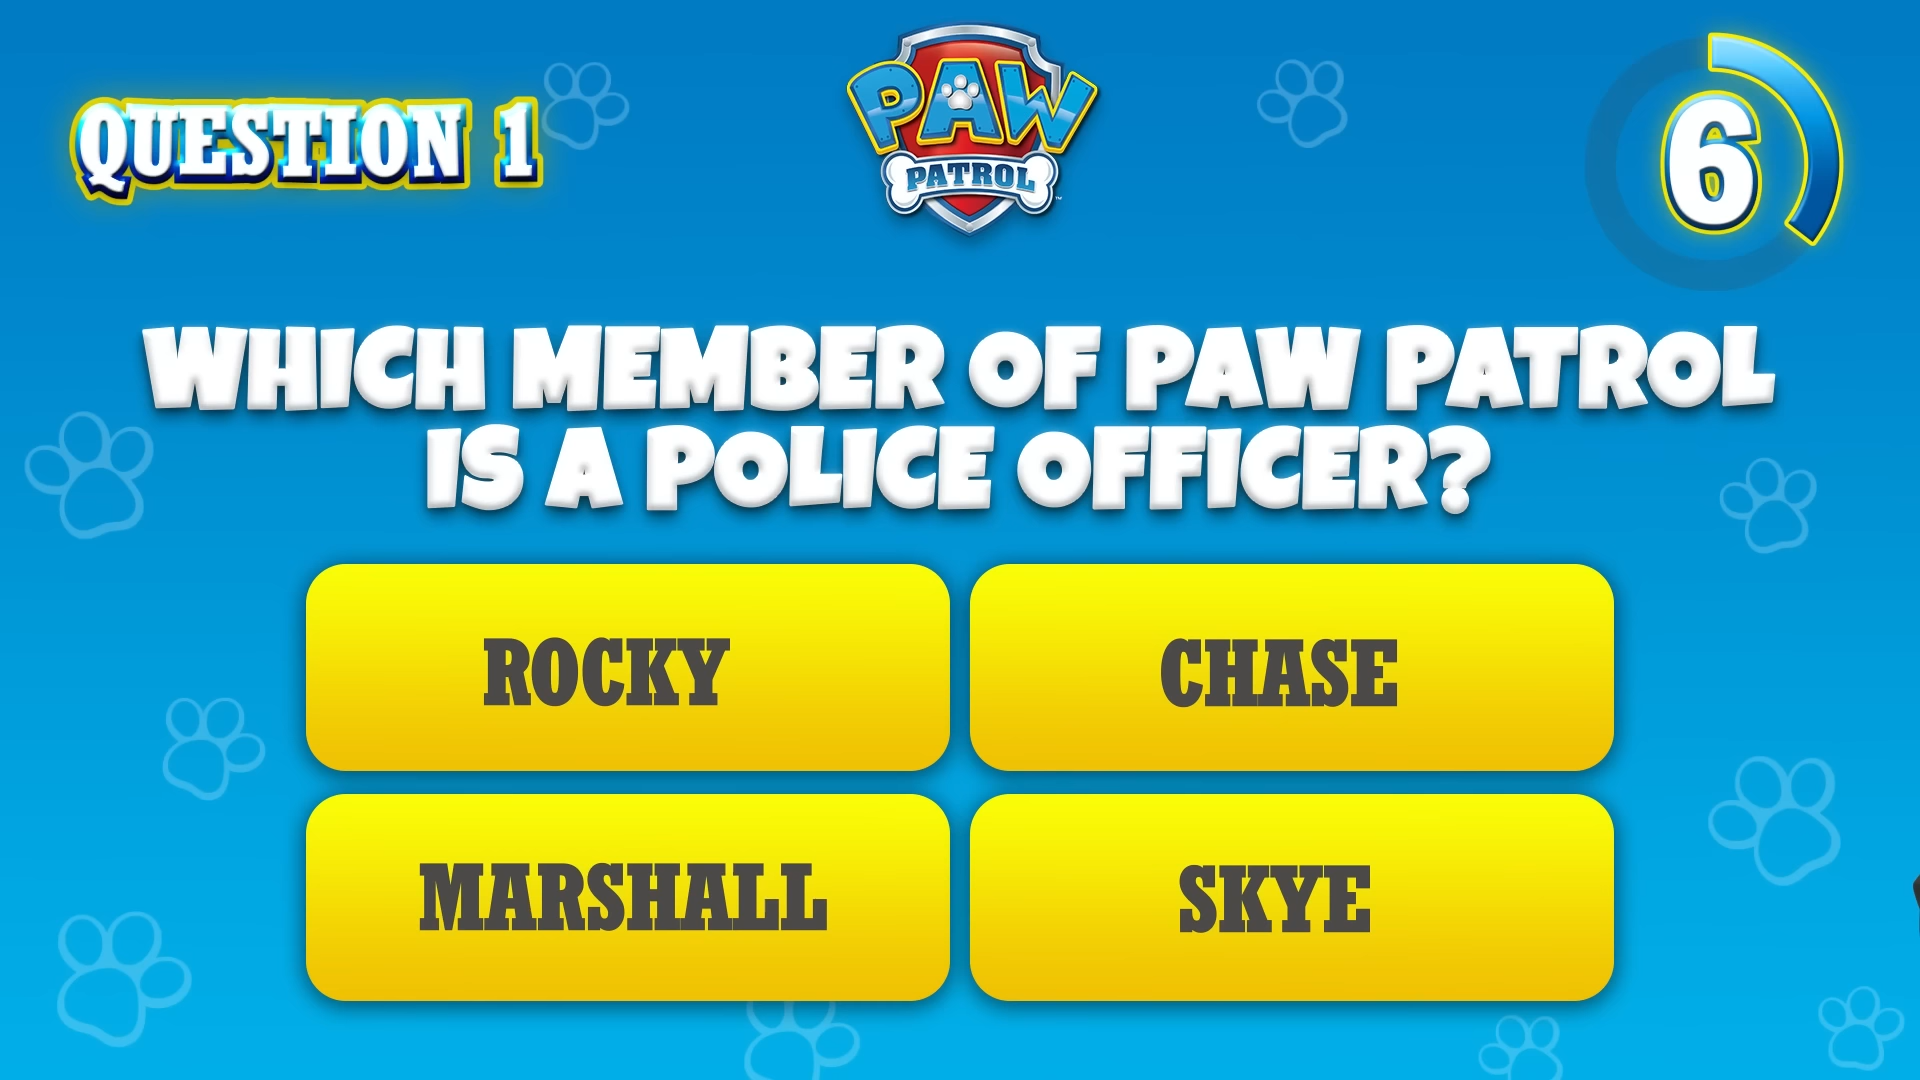 QUESTION 1
PAW
PATROL
6
WHICH MEMBER OF PAW PATROL
IS A POLICE OFFICER?
ROCKY
CHASE
MARSHALL
SKYE